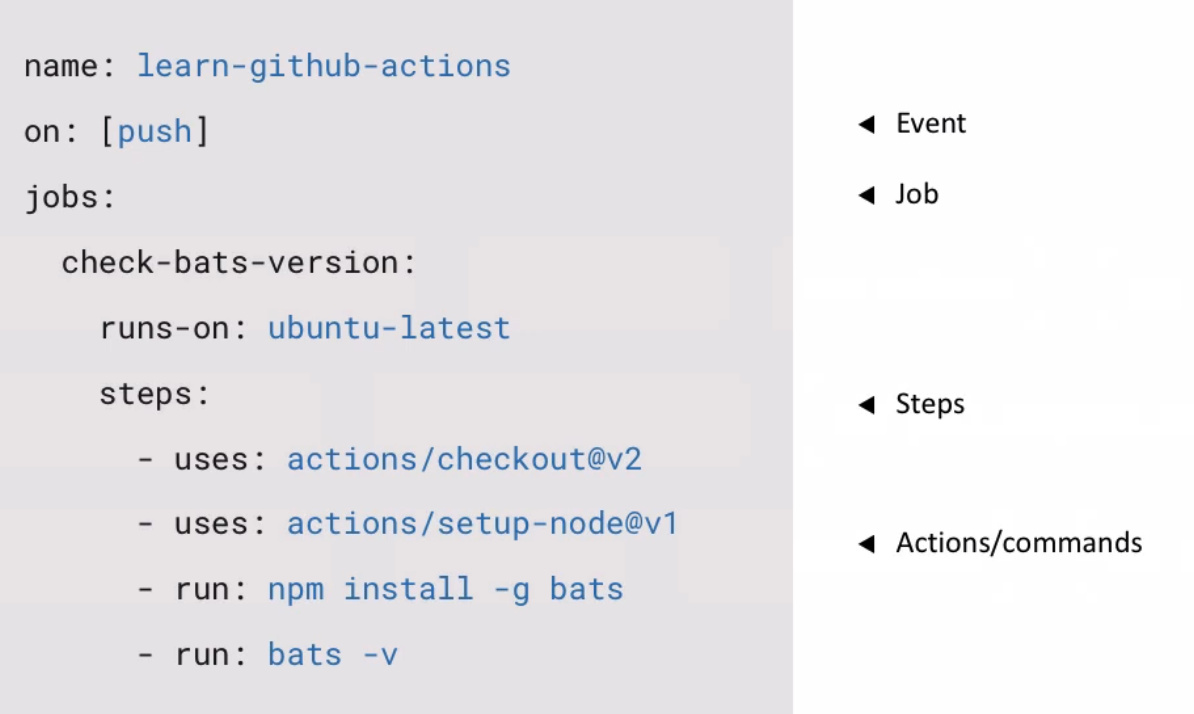 name: learn-github-actions
on: [push]
◄ Event
jobs:
◄ Job
check-bats-version:
runs-on: ubuntu-latest
steps:
◄ Steps
- uses: actions/checkout@v2
- uses: actions/setup-node@v1
◄ Actions/commands
- run: npm install -g bats
- run: bats -v